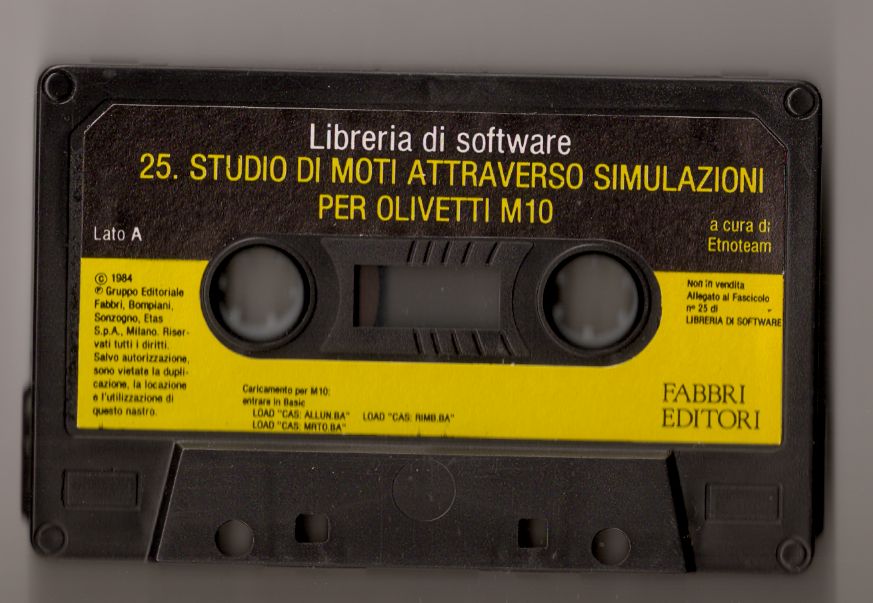 Libreria di software
25. STUDIO DI MOTI ATTRAVERSO SIMULAZIONI
PER OLIVETTI M10
Lato A
a cura di
Etnoteam
© 1984
℗ Gruppo Editoriale
Fabbri, Bompiani,
Sonzogno, Etas
S.p.A., Milano. Riser-
vati tutti i diritti.
Salvo autorizzazione,
sono vietate la dupli-
cazione, la locazione
e l'utilizzazione di
questo nastro.
Non in vendita
Allegato al Fascicolo
nº 25 di
LIBRERIA DI SOFTWARE
Caricamento per M10:
entrare in Basic
LOAD "CAS: ALLUN.BA" LOAD "CAS: RIMB.BA"
LOAD "CAS: MRTO.BA"
FABBRI
EDITORI